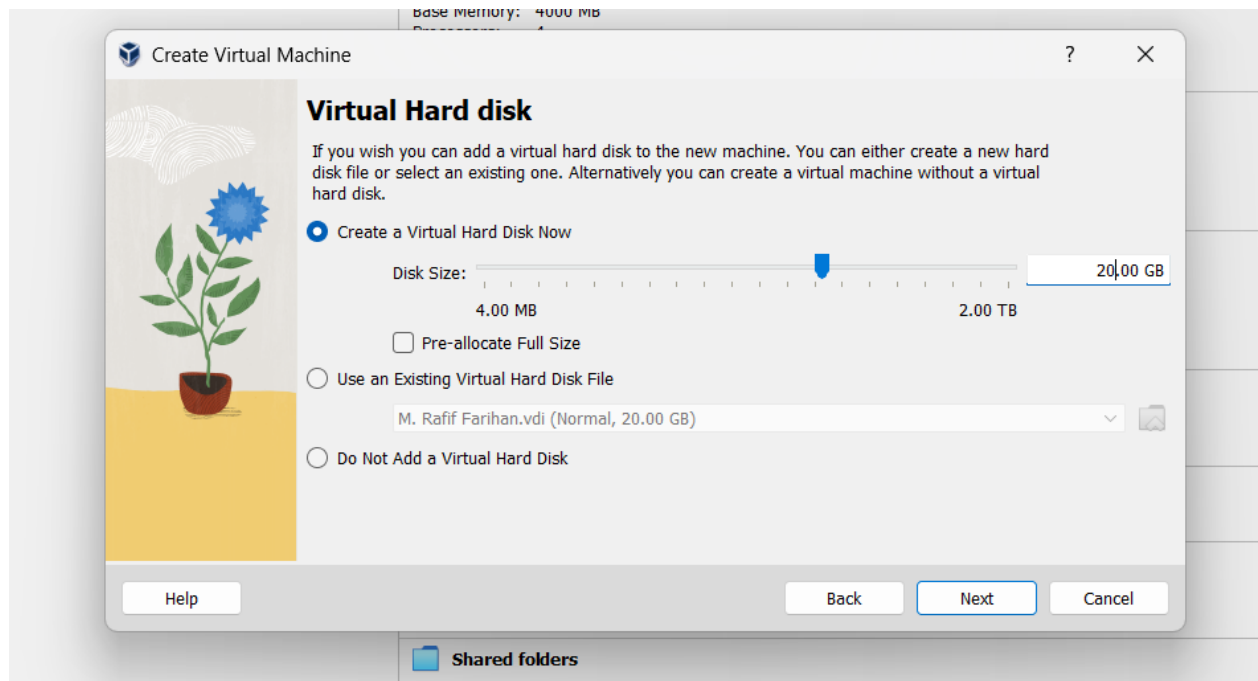 Base Memory: 4000 MB
Processors: 4
Create Virtual Machine
?
Virtual Hard disk
If you wish you can add a virtual hard disk to the new machine. You can either create a new hard
disk file or select an existing one. Alternatively you can create a virtual machine without a virtual
hard disk.
Create a Virtual Hard Disk Now
Disk Size:
20.00 GB
4.00 MB
2.00 TB
Pre-allocate Full Size
Use an Existing Virtual Hard Disk File
M. Rafif Farihan.vdi (Normal, 20.00 GB)
Do Not Add a Virtual Hard Disk
Help
Back
Next
Cancel
Shared folders